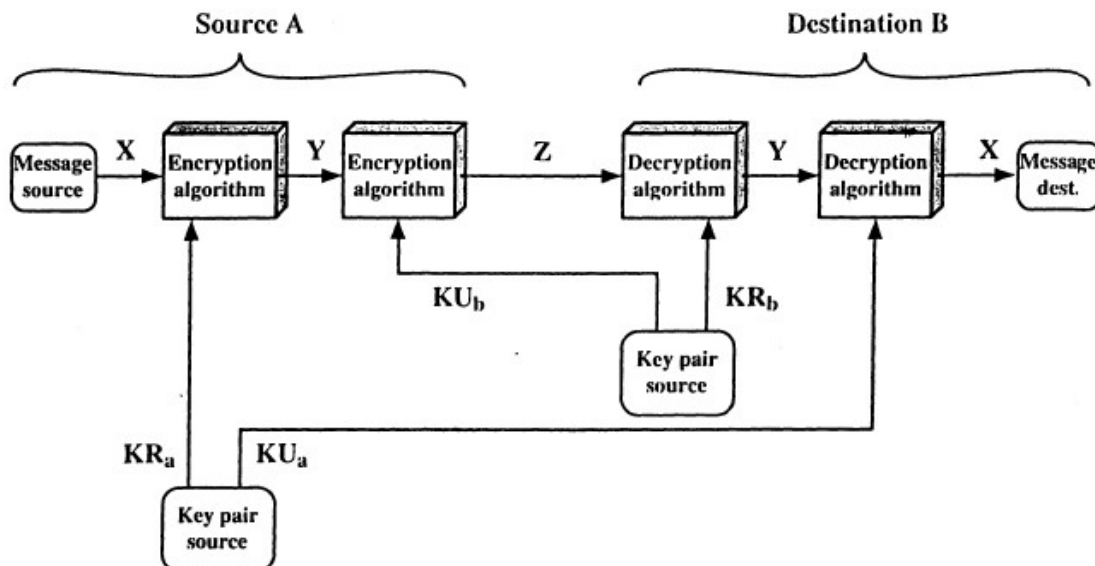 Source A
Destination B
Message
source
X
Encryption
algorithm
Y
Encryption
algorithm
Z
Decryption
algorithm
Y
Decryption
algorithm
X
Message
dest.
KUb
KRb
Key pair
source
KRa
KUa
Key pair
source